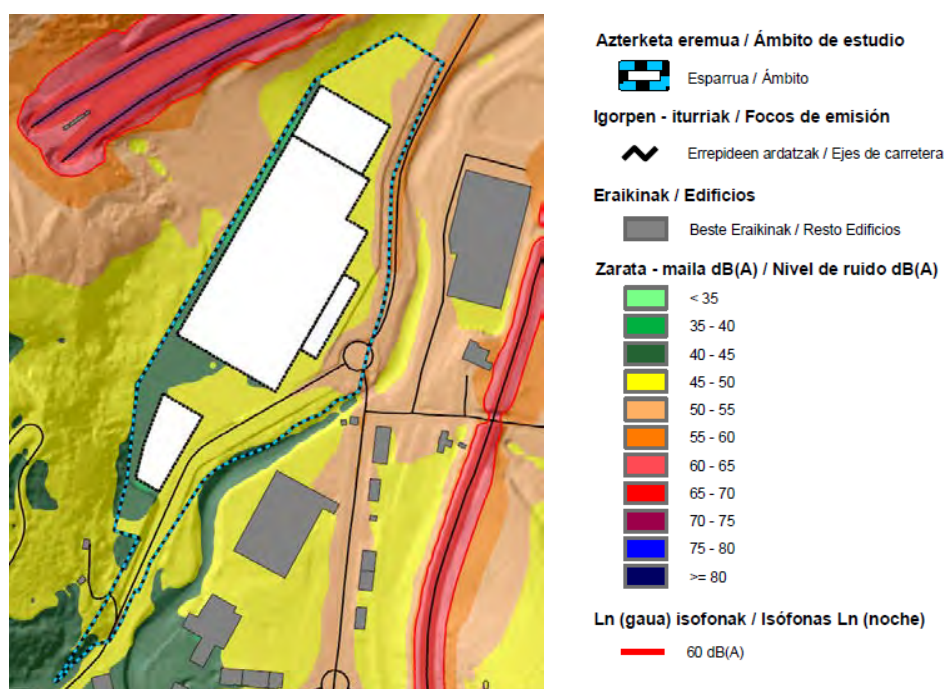 Azterketa eremua / Ámbito de estudio
Esparrua / Ámbito
Igorpen - iturriak / Focos de emisión
Errepideen ardatzak / Ejes de carretera
Eraikinak / Edificios
Beste Eraikinak / Resto Edificios
Zarata - maila dB(A) / Nivel de ruido dB(A)
< 35
35 - 40
40 - 45
45 - 50
50 - 55
55 - 60
60 - 65
65 - 70
70 - 75
75 - 80
>= 80
Ln (gaua) isofonak / Isófonas Ln (noche)
60 dB(A)